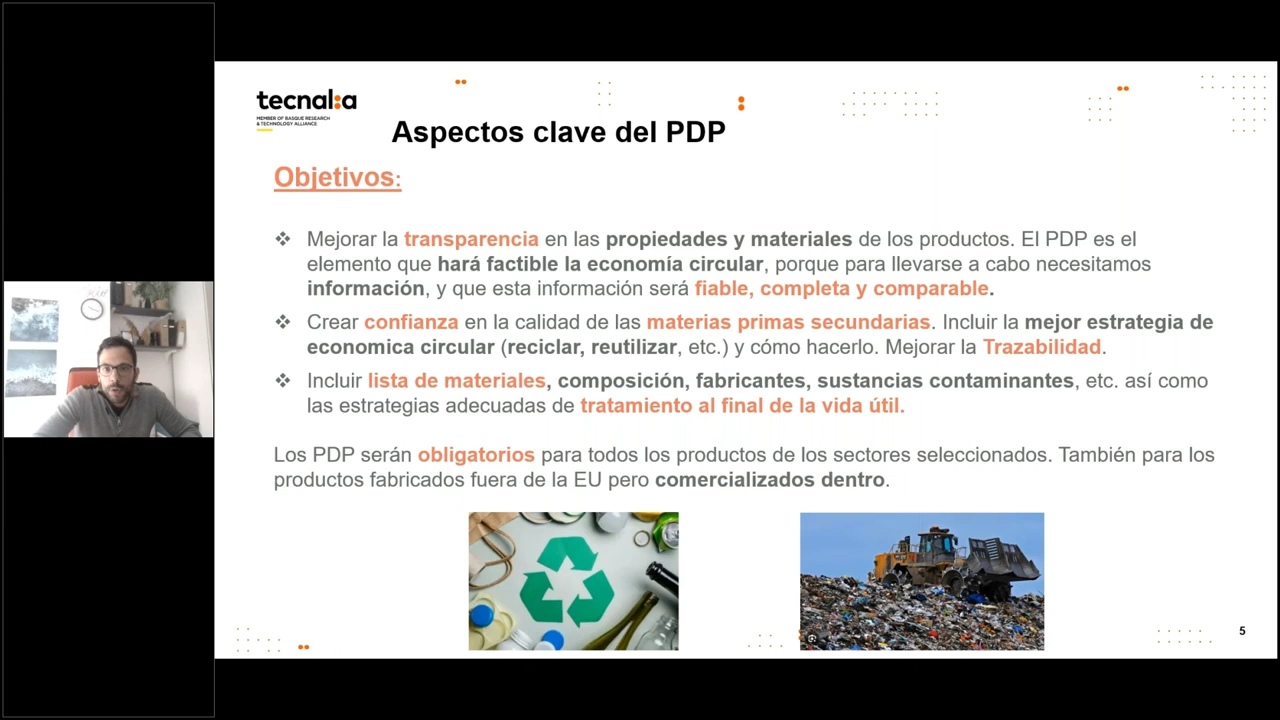 tecnal:a
MEMBER OF BASQUE RESEARCH
& TECHNOLOGY ALLIANCE
Aspectos clave del PDP
Objetivos:
❖ Mejorar la transparencia en las propiedades y materiales de los productos. El PDP es el
elemento que hará factible la economía circular, porque para llevarse a cabo necesitamos
información, y que esta información será fiable, completa y comparable.
❖ Crear confianza en la calidad de las materias primas secundarias. Incluir la mejor estrategia de
economica circular (reciclar, reutilizar, etc.) y cómo hacerlo. Mejorar la Trazabilidad.
❖ Incluir lista de materiales, composición, fabricantes, sustancias contaminantes, etc. así como
las estrategias adecuadas de tratamiento al final de la vida útil.
Los PDP serán obligatorios para todos los productos de los sectores seleccionados. También para los
productos fabricados fuera de la EU pero comercializados dentro.
5